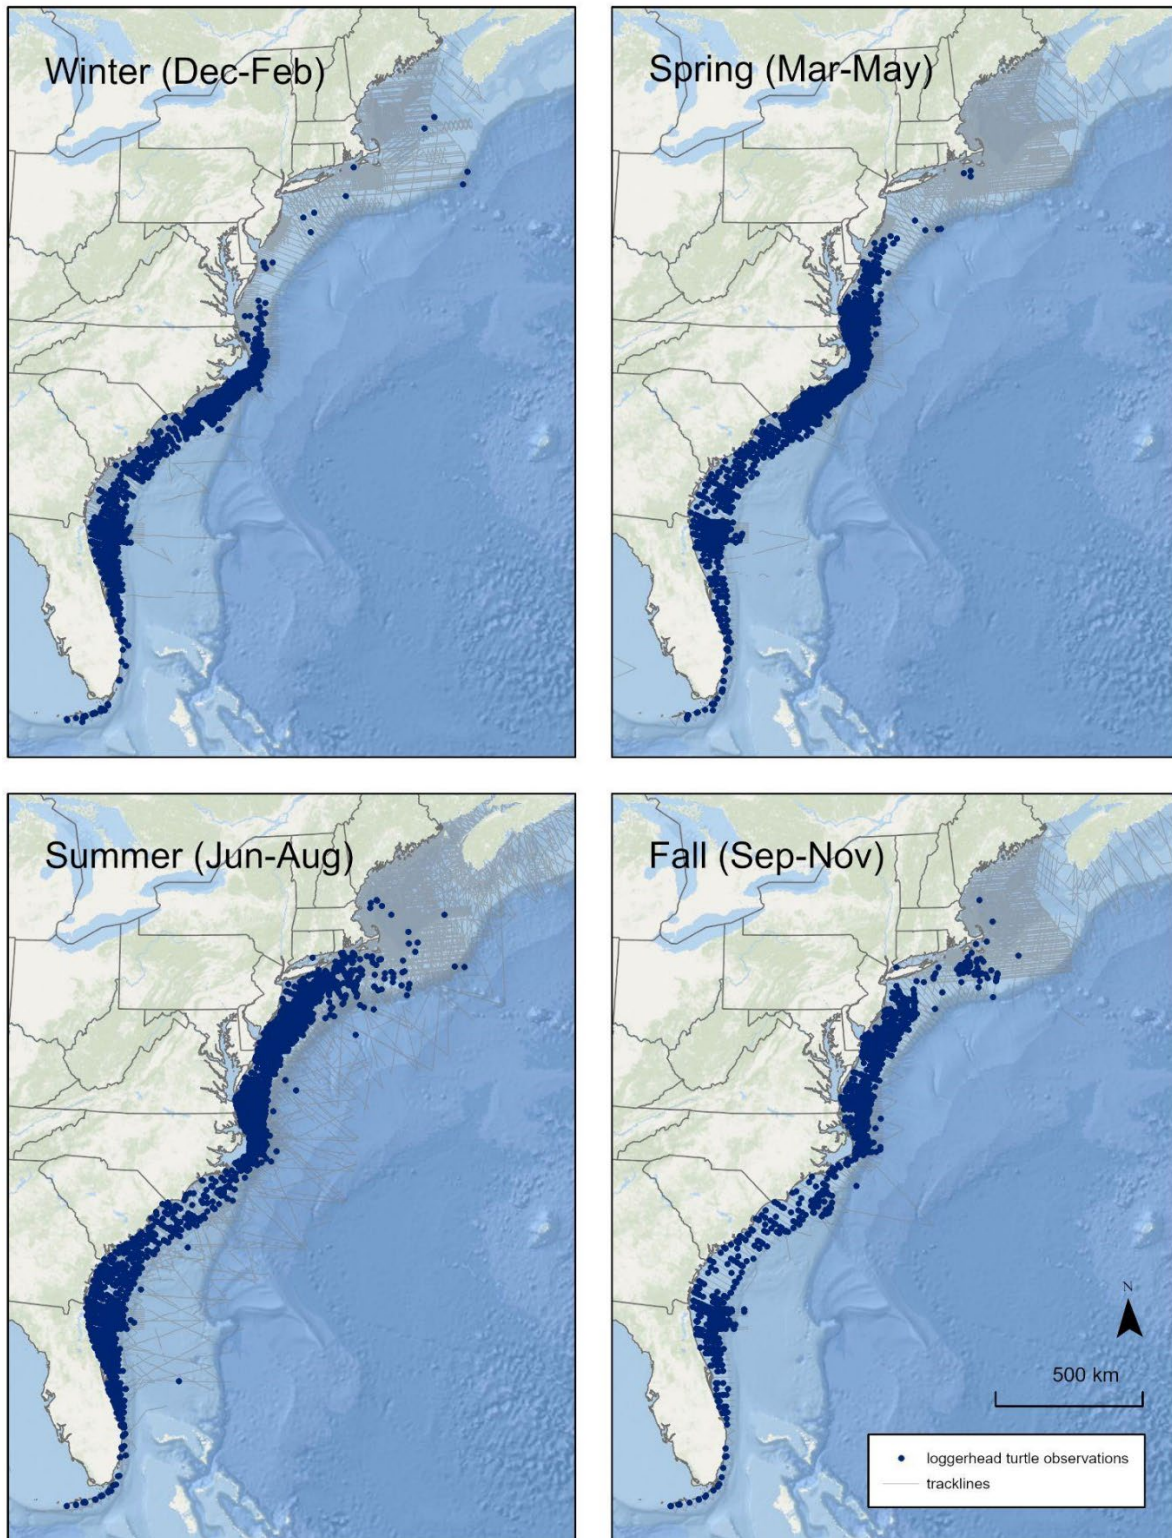 Winter (Dec-Feb)
Spring (Mar-May)
Summer (Jun-Aug)
Fall (Sep-Nov)
N
500 km
loggerhead turtle observations
tracklines